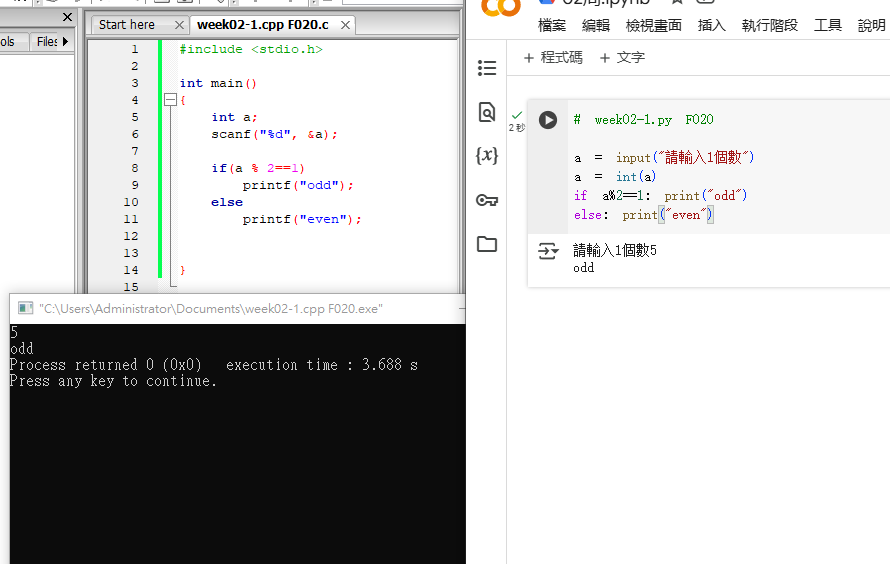 Start here
week02-1.cpp F020.c
ols
Files
1 #include <stdio.h>
2
3 int main()
4 {
5 int a;
6 scanf("%d", &a);
7
8 if(a % 2==1)
9 printf("odd");
10 else
11 printf("even");
12
13
14 }
15
"C:\Users\Administrator\Documents\week02-1.cpp F020.exe"
5
odd
Process returned 0 (0x0) execution time : 3.688 s
Press any key to continue.
檔案 編輯 檢視畫面 插入 執行階段 工具 說明
+ 程式碼 + 文字
{x}
2 秒
# week02-1.py F020
a = input("請輸入1個數")
a = int(a)
if a%2==1: print("odd")
else: print("even")
請輸入1個數5
odd